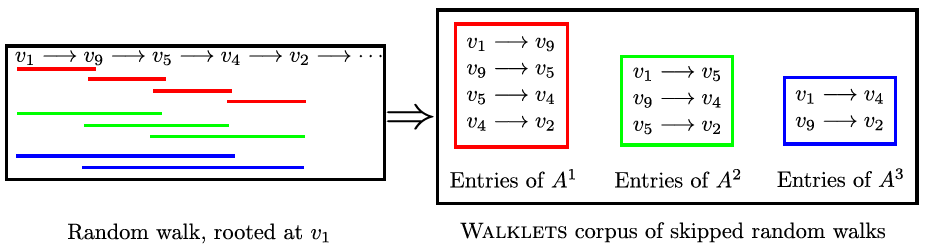 v₁ ⟶ v₉ ⟶ v₅ ⟶ v₄ ⟶ v₂ ⟶ ⋯
⟹
v₁ ⟶ v₉
v₉ ⟶ v₅
v₅ ⟶ v₄
v₄ ⟶ v₂
Entries of A¹
v₁ ⟶ v₅
v₉ ⟶ v₄
v₅ ⟶ v₂
Entries of A²
v₁ ⟶ v₄
v₉ ⟶ v₂
Entries of A³
Random walk, rooted at v₁
WALKLETS corpus of skipped random walks